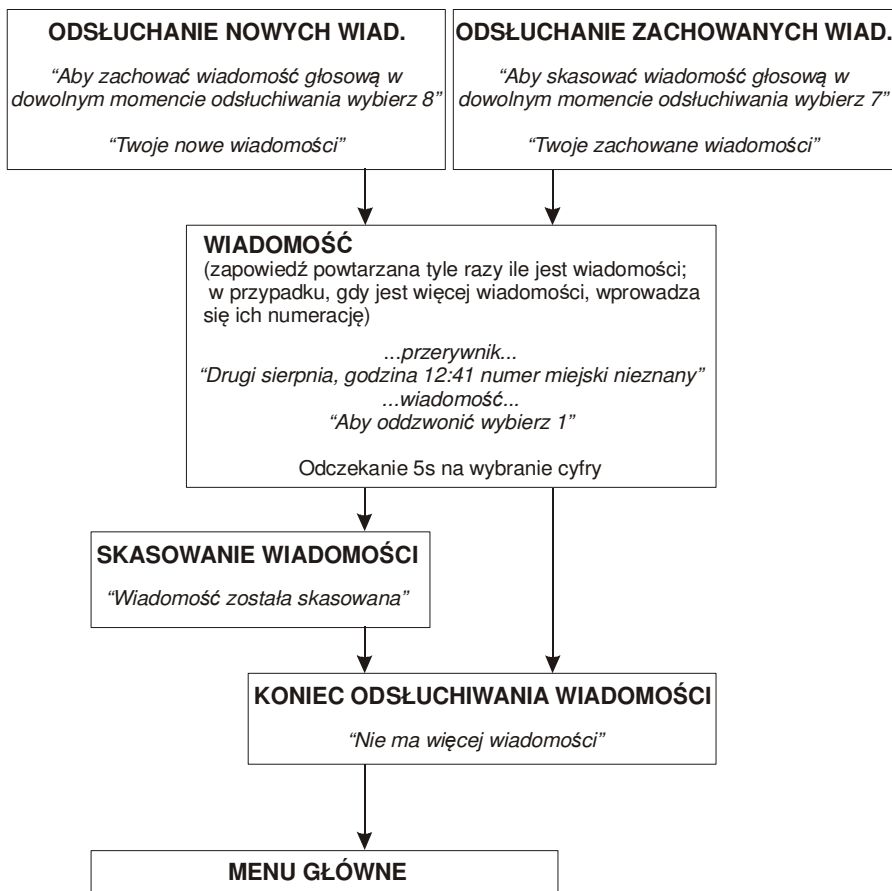 ODSŁUCHANIE NOWYCH WIAD.
“Aby zachować wiadomość głosową w
dowolnym momencie odsłuchiwania wybierz 8”
“Twoje nowe wiadomości”
ODSŁUCHANIE ZACHOWANYCH WIAD.
“Aby skasować wiadomość głosową w
dowolnym momencie odsłuchiwania wybierz 7”
“Twoje zachowane wiadomości”
WIADOMOŚĆ
(zapowiedź powtarzana tyle razy ile jest wiadomości;
w przypadku, gdy jest więcej wiadomości, wprowadza
się ich numerację)
...przerywnik...
“Drugi sierpnia, godzina 12:41 numer miejski nieznany”
...wiadomość...
“Aby oddzwonić wybierz 1”
Odczekanie 5s na wybranie cyfry
SKASOWANIE WIADOMOŚCI
“Wiadomość została skasowana”
KONIEC ODSŁUCHIWANIA WIADOMOŚCI
“Nie ma więcej wiadomości”
MENU GŁÓWNE